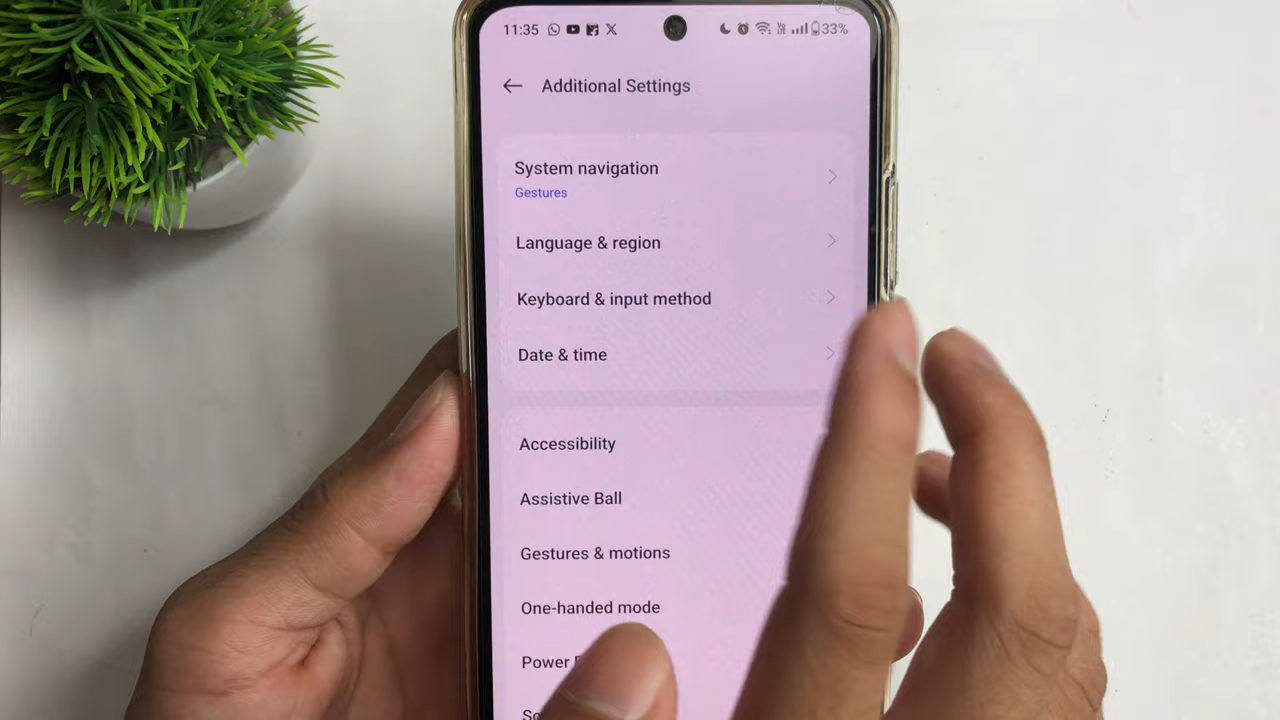 11:35 33%
Additional Settings
System navigation
Gestures
Language & region
Keyboard & input method
Date & time
Accessibility
Assistive Ball
Gestures & motions
One-handed mode
Power